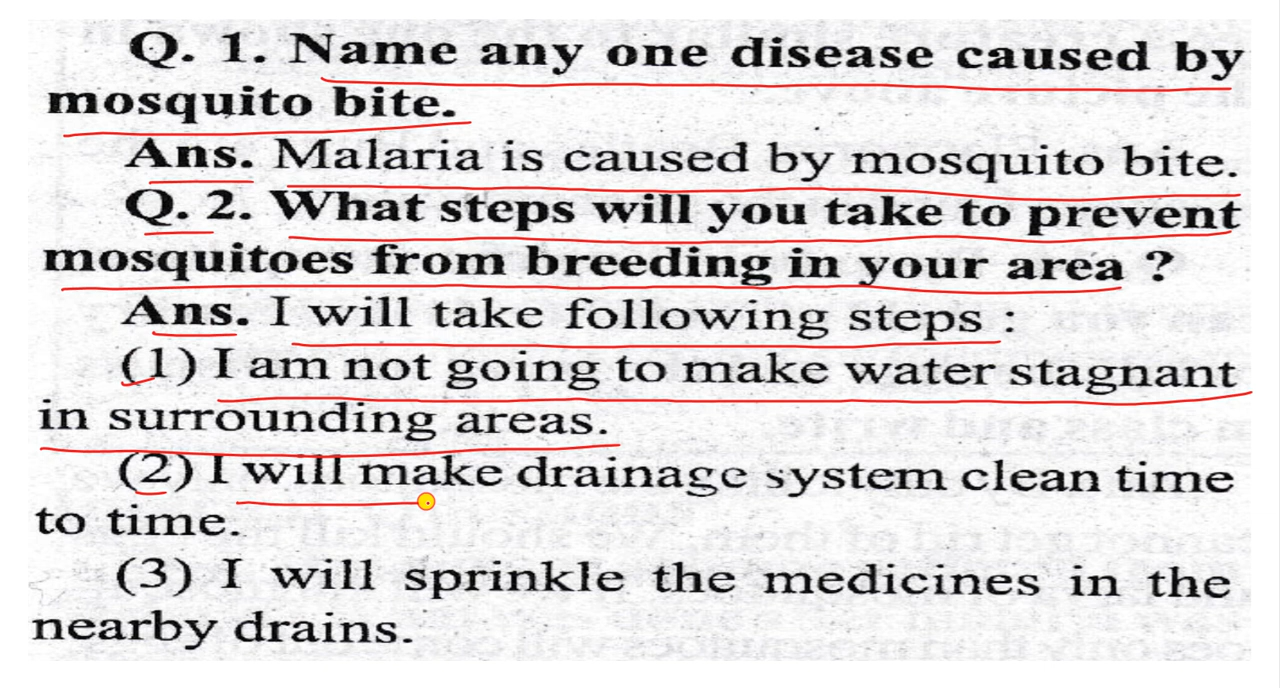 Q. 1. Name any one disease caused by
mosquito bite.
Ans. Malaria is caused by mosquito bite.
Q. 2. What steps will you take to prevent
mosquitoes from breeding in your area ?
Ans. I will take following steps :
(1) I am not going to make water stagnant
in surrounding areas.
(2) I will make drainage system clean time
to time.
(3) I will sprinkle the medicines in the
nearby drains.